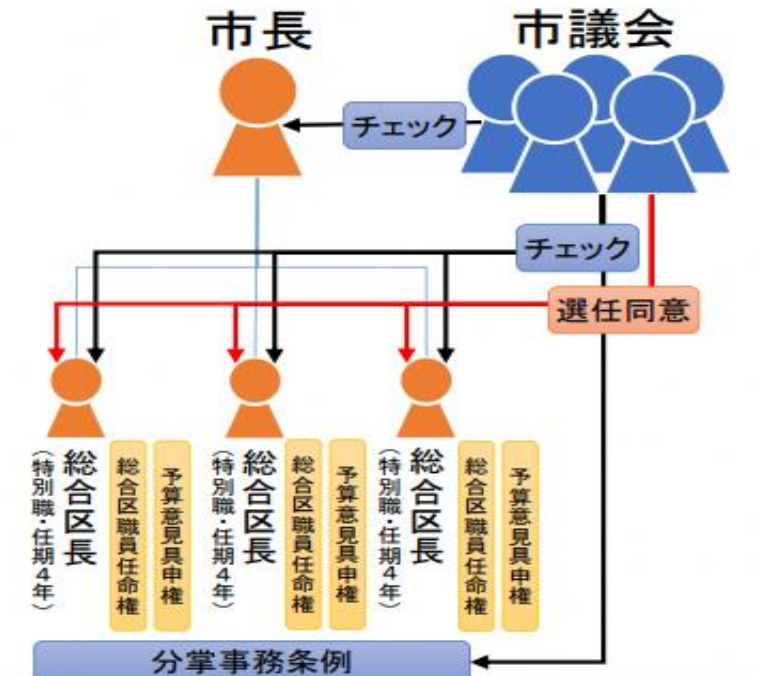 市長
市議会
チェック
チェック
選任同意
総合区長
（特別職・任期４年）
総合区職員任命権
予算意見具申権
総合区長
（特別職・任期４年）
総合区職員任命権
予算意見具申権
総合区長
（特別職・任期４年）
総合区職員任命権
予算意見具申権
分掌事務条例